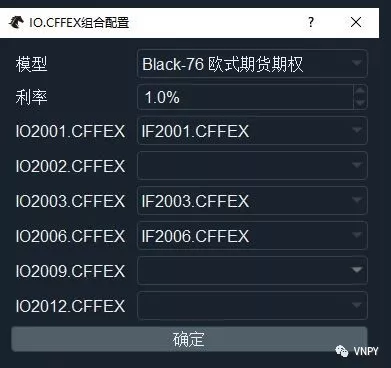 IO.CFFEX组合配置 ?
模型 Black-76 欧式期货期权
利率 1.0%
IO2001.CFFEX IF2001.CFFEX
IO2002.CFFEX
IO2003.CFFEX IF2003.CFFEX
IO2006.CFFEX IF2006.CFFEX
IO2009.CFFEX
IO2012.CFFEX
确定
VNPY